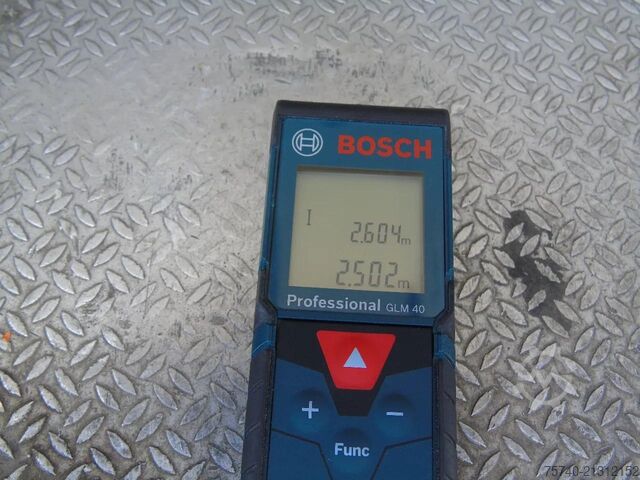 BOSCH
I
2.604m
2.502m
Professional GLM 40
+ −
Func
75740-21312152